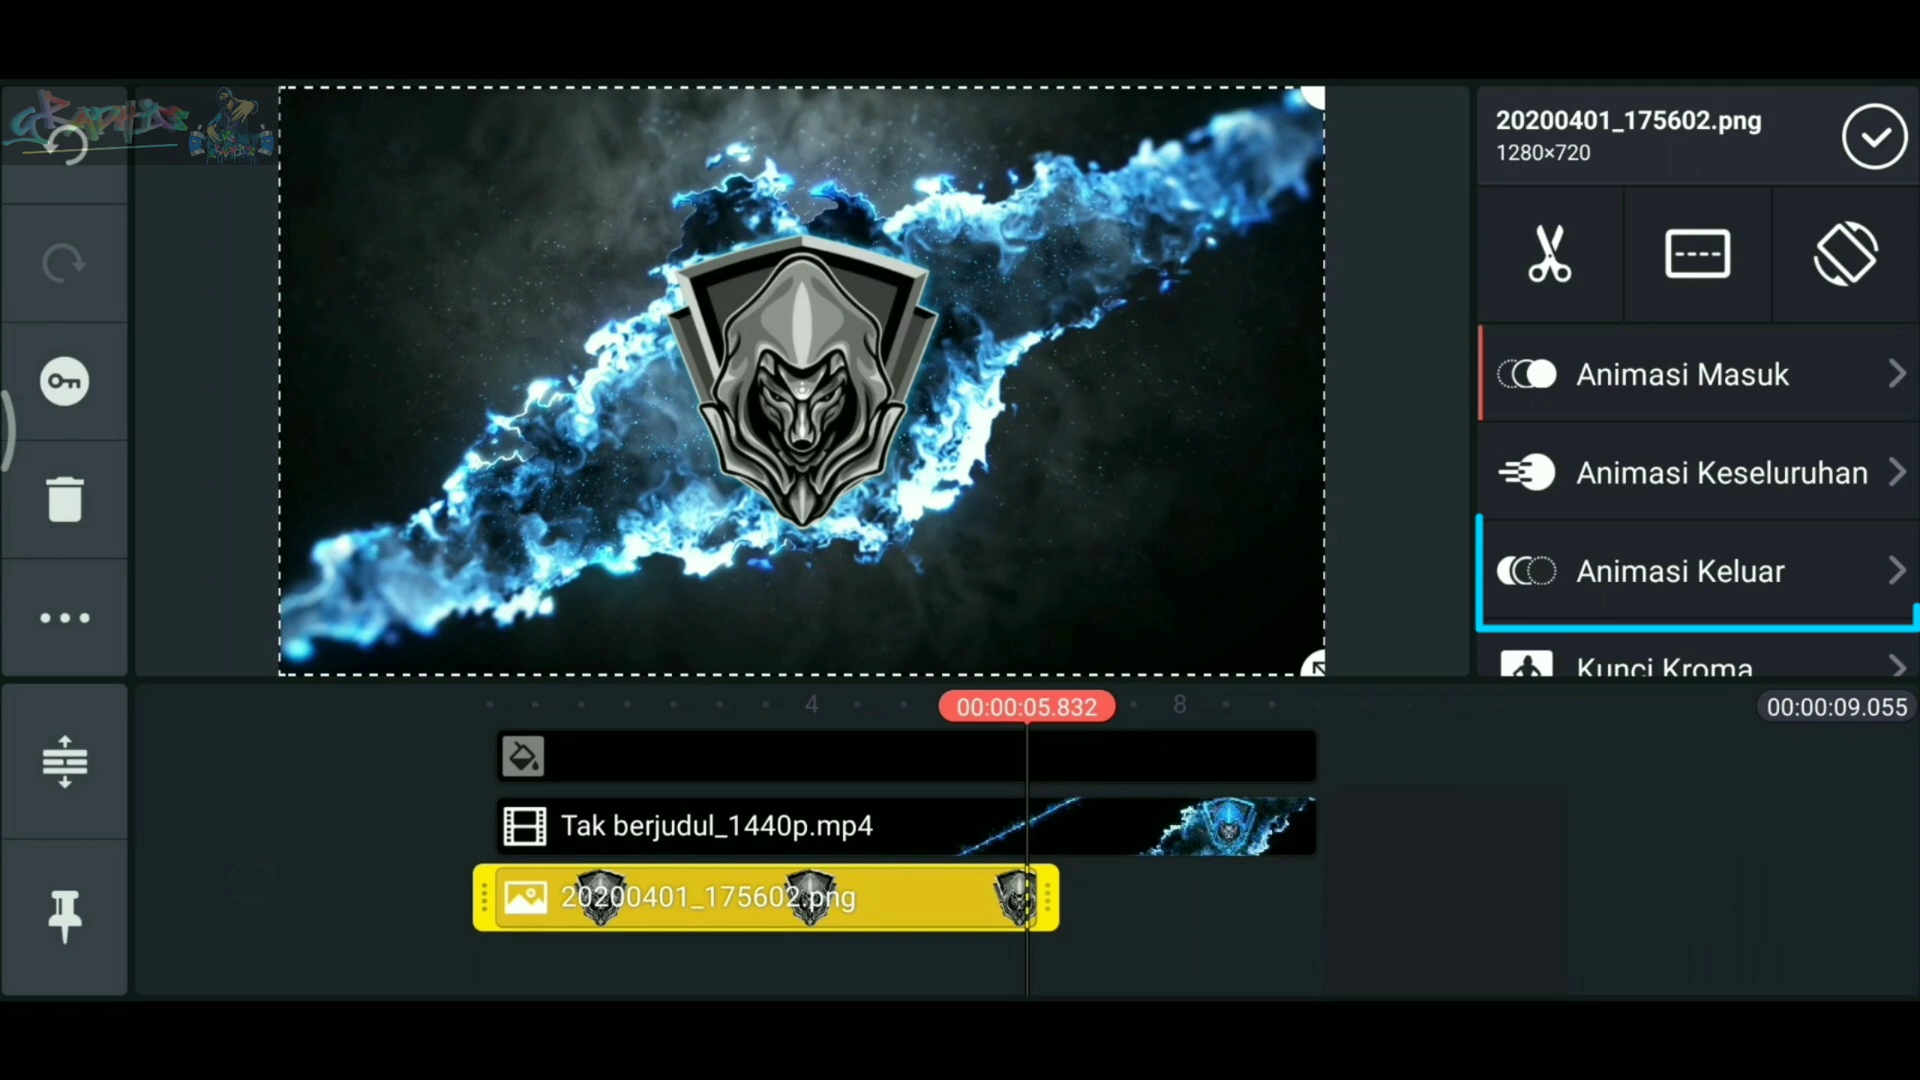 GRAPHICS
20200401_175602.png
1280×720
Animasi Masuk
Animasi Keseluruhan
Animasi Keluar
Kunci Kroma
4
00:00:05.832
8
00:00:09.055
Tak berjudul_1440p.mp4
20200401_175602.png